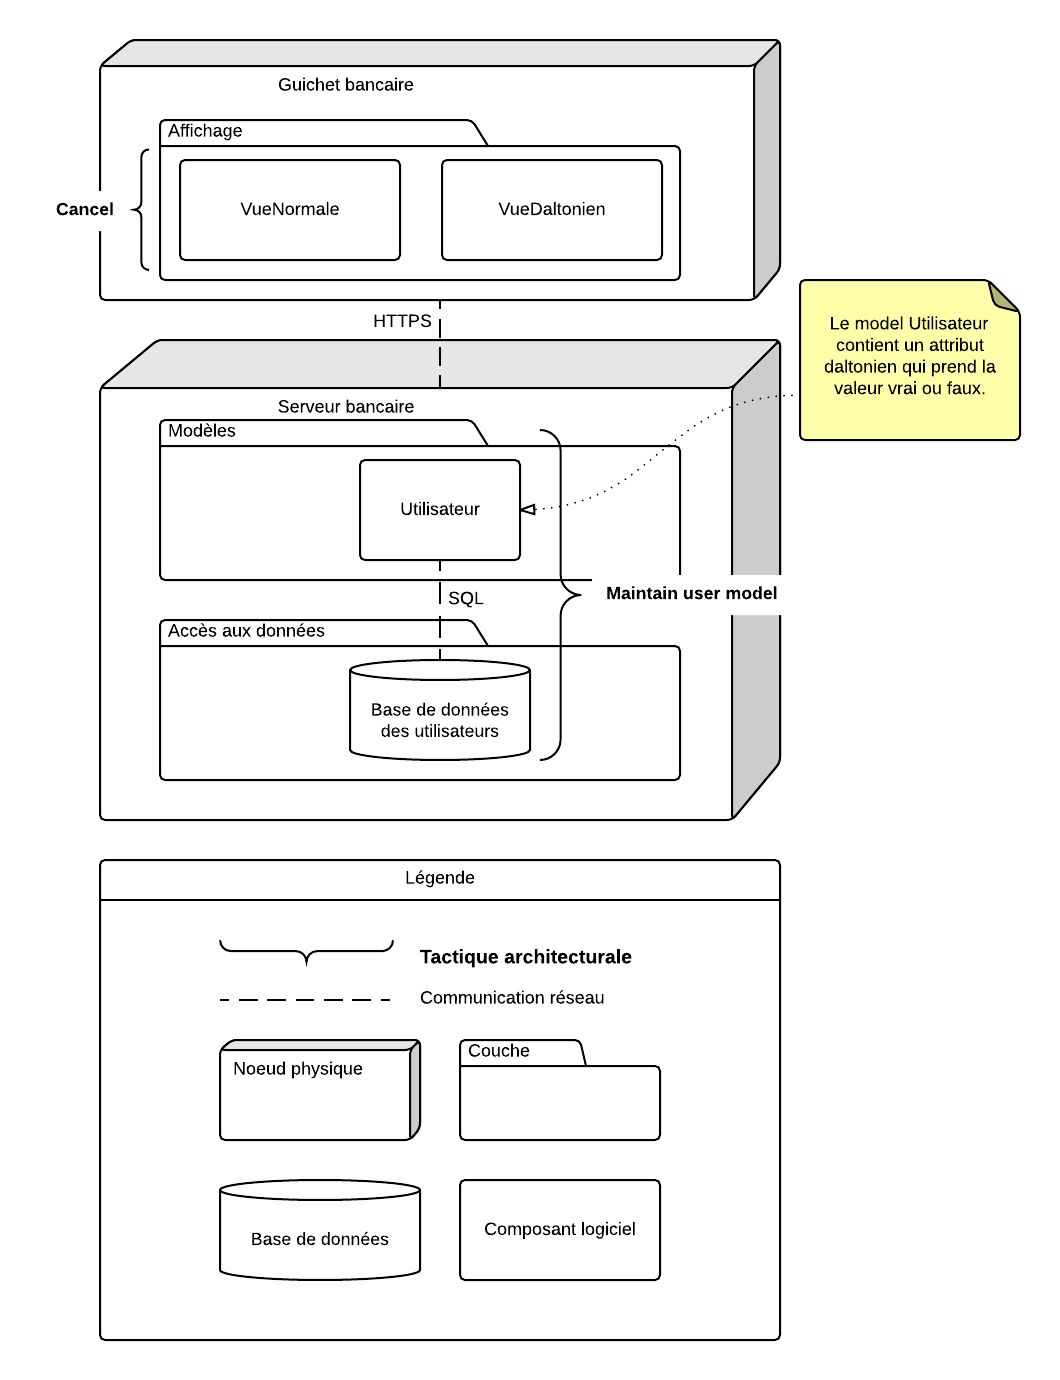 Guichet bancaire
Affichage
Cancel
VueNormale
VueDaltonien
HTTPS
Le model Utilisateur
contient un attribut
daltonien qui prend la
valeur vrai ou faux.
Serveur bancaire
Modèles
Utilisateur
Maintain user model
SQL
Accès aux données
Base de données
des utilisateurs
Légende
Tactique architecturale
Communication réseau
Noeud physique
Couche
Base de données
Composant logiciel